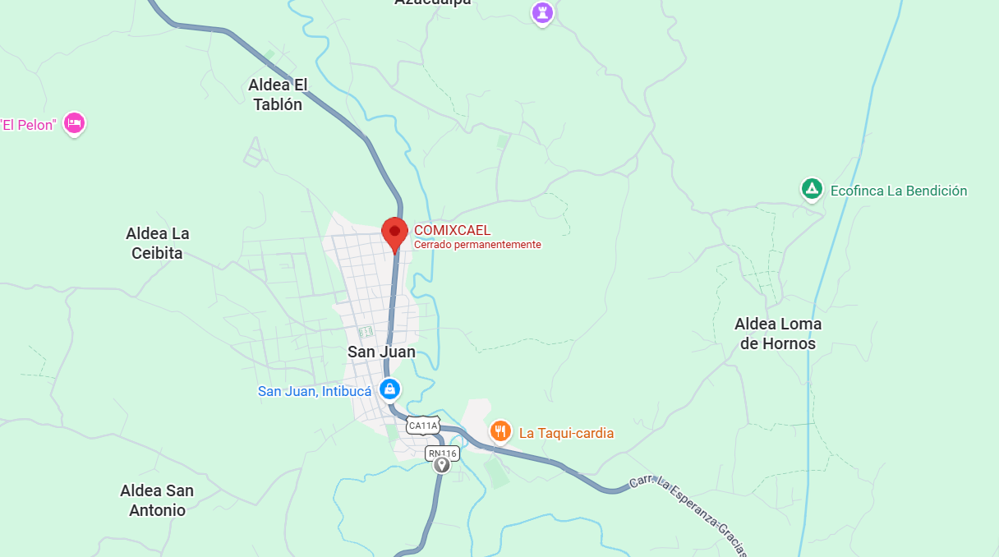 Azacualpa
Aldea El
Tablón
"El Pelon"
Ecofinca La Bendición
Aldea La
Ceibita
COMIXCAEL
Cerrado permanentemente
Aldea Loma
de Hornos
San Juan
San Juan, Intibucá
CA11A
La Taqui-cardia
RN116
Carr. La Esperanza-Gracias
Aldea San
Antonio